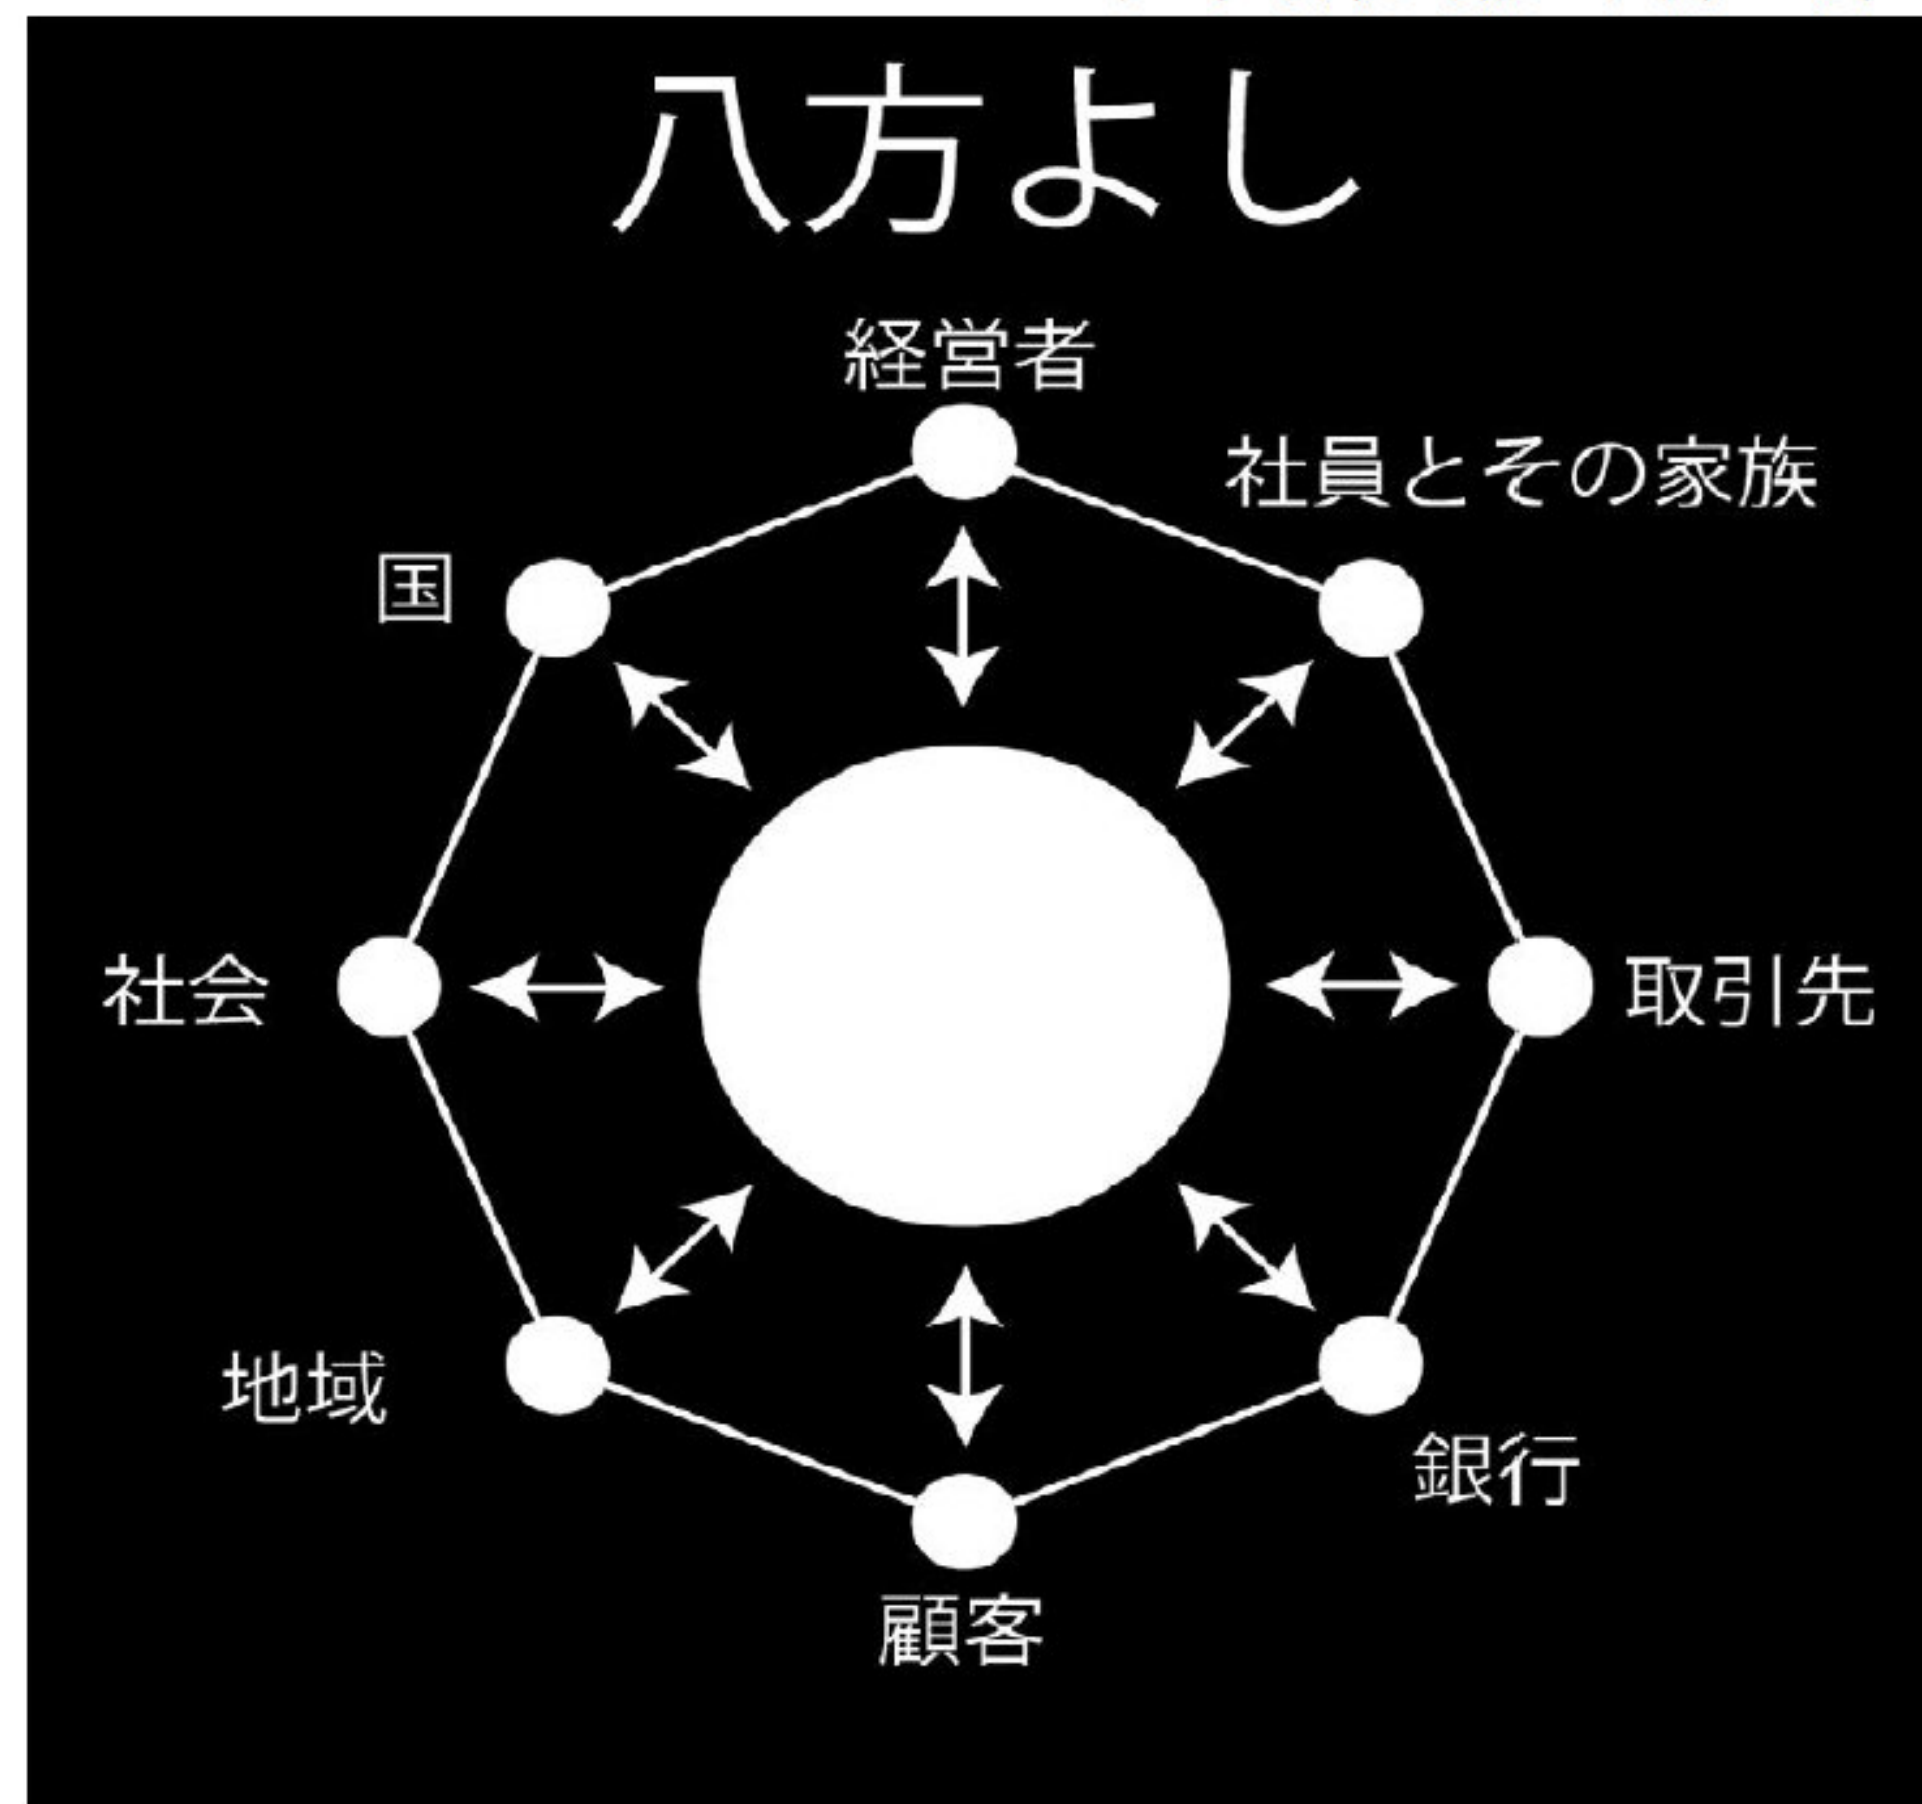 八方よし
経営者
社員とその家族
国
社会
取引先
地域
銀行
顧客